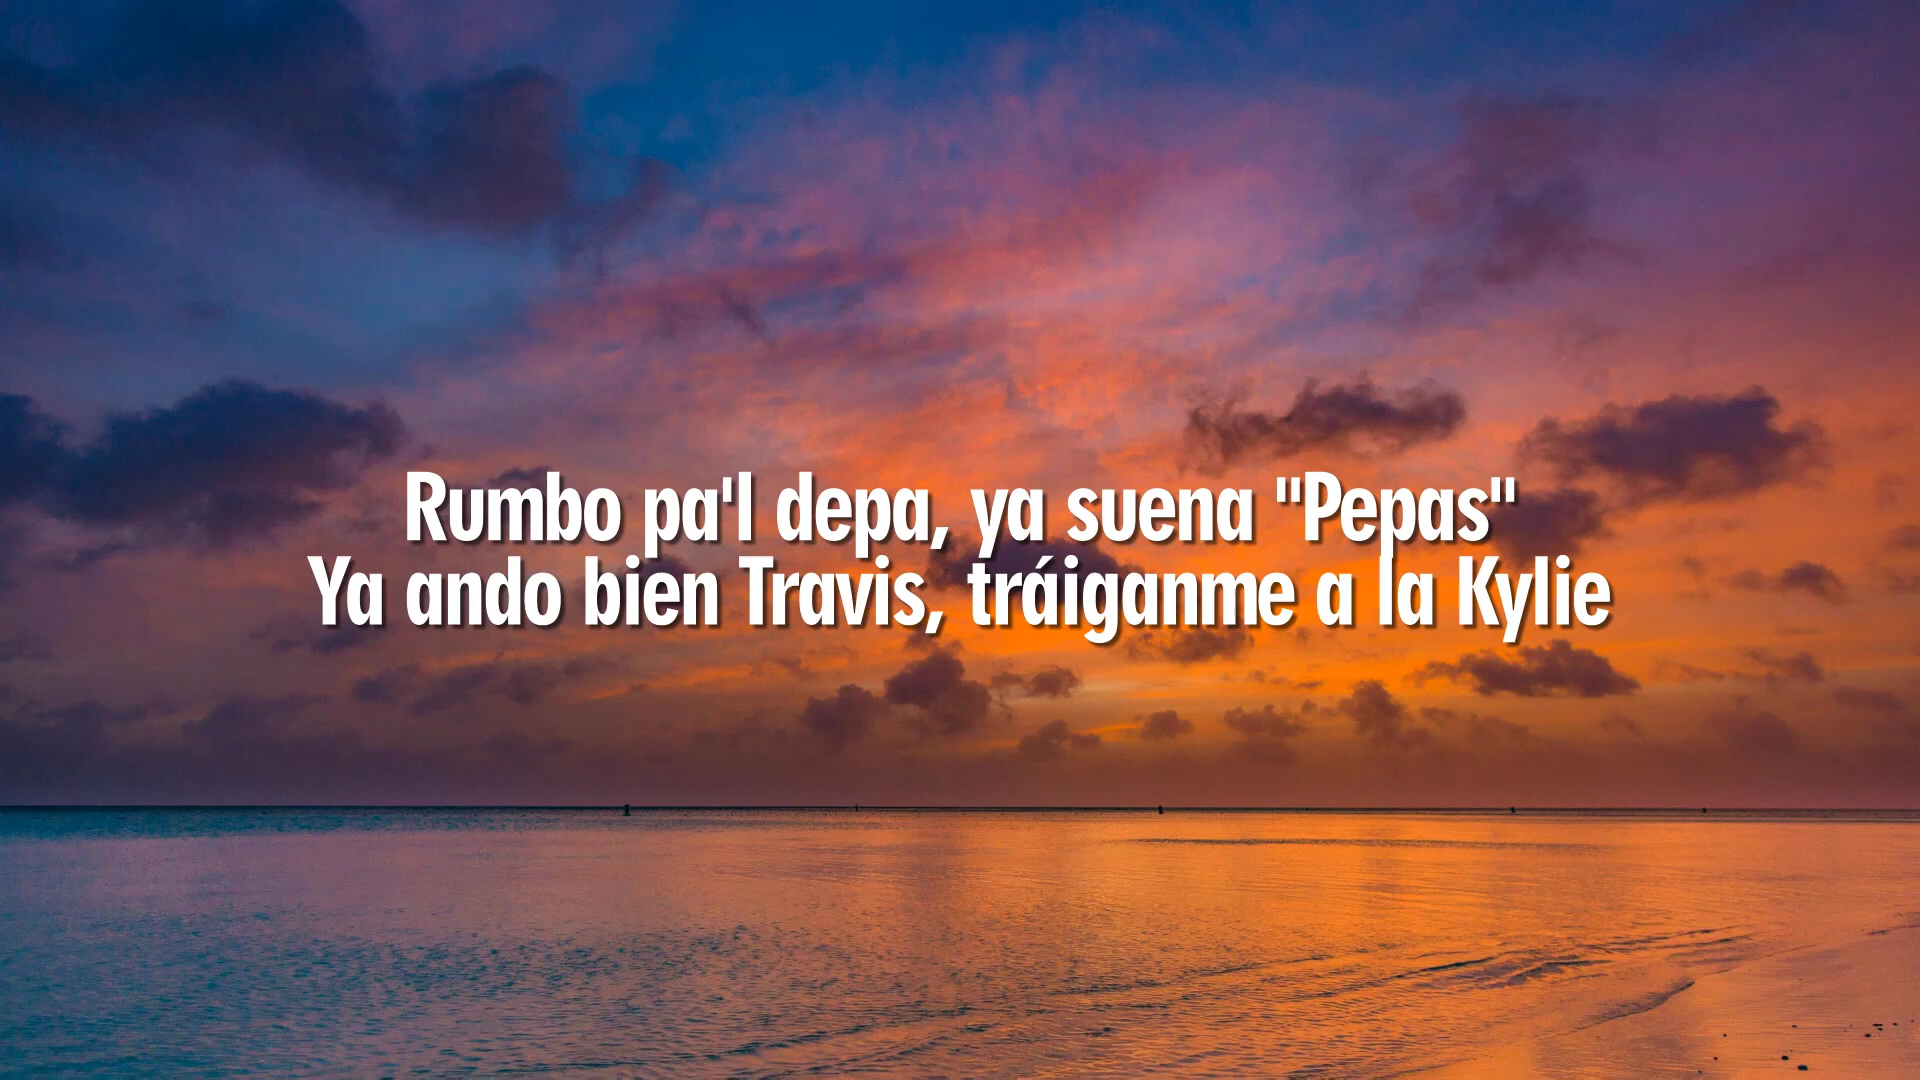 Rumbo pa'l depa, ya suena "Pepas"
Ya ando bien Travis, tráiganme a la Kylie